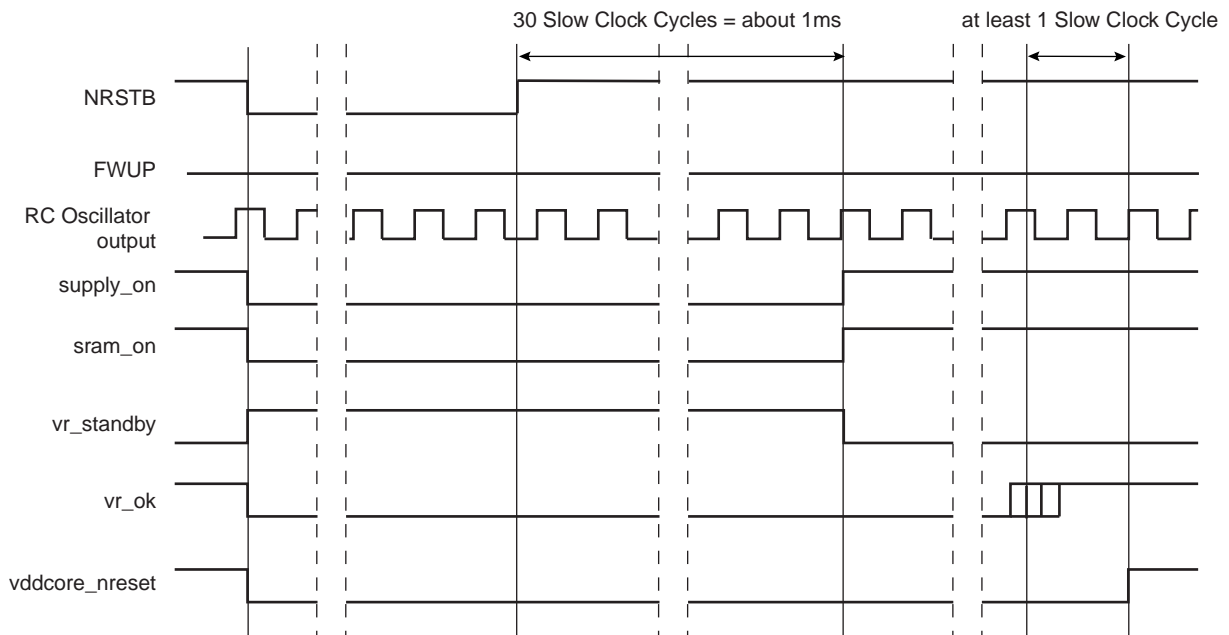 30 Slow Clock Cycles = about 1ms
at least 1 Slow Clock Cycle
NRSTB
FWUP
RC Oscillator
output
supply_on
sram_on
vr_standby
vr_ok
vddcore_nreset